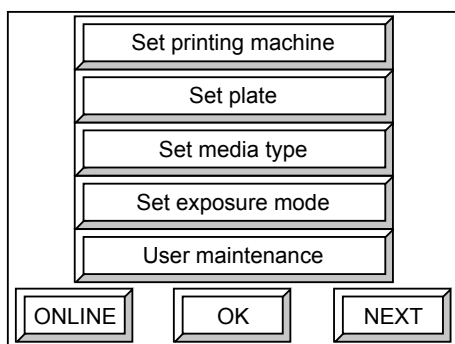 Set printing machine
Set plate
Set media type
Set exposure mode
User maintenance
ONLINE OK NEXT